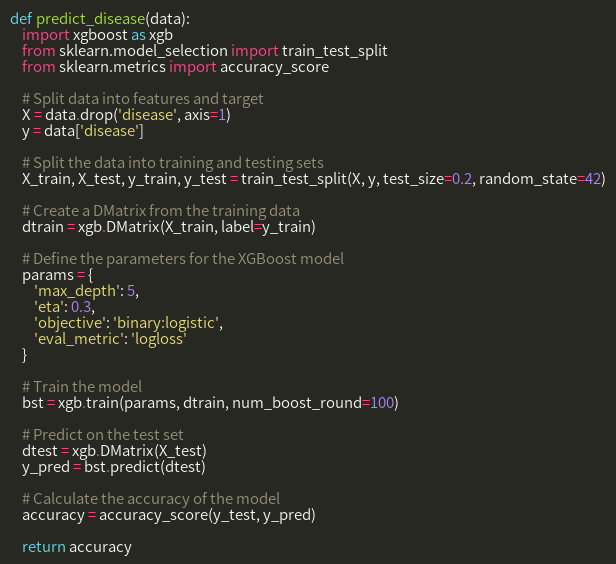 def predict_disease(data):
    import xgboost as xgb
    from sklearn.model_selection import train_test_split
    from sklearn.metrics import accuracy_score

    # Split data into features and target
    X = data.drop('disease', axis=1)
    y = data['disease']

    # Split the data into training and testing sets
    X_train, X_test, y_train, y_test = train_test_split(X, y, test_size=0.2, random_state=42)

    # Create a DMatrix from the training data
    dtrain = xgb.DMatrix(X_train, label=y_train)

    # Define the parameters for the XGBoost model
    params = {
        'max_depth': 5,
        'eta': 0.3,
        'objective': 'binary:logistic',
        'eval_metric': 'logloss'
    }

    # Train the model
    bst = xgb.train(params, dtrain, num_boost_round=100)

    # Predict on the test set
    dtest = xgb.DMatrix(X_test)
    y_pred = bst.predict(dtest)

    # Calculate the accuracy of the model
    accuracy = accuracy_score(y_test, y_pred)

    return accuracy